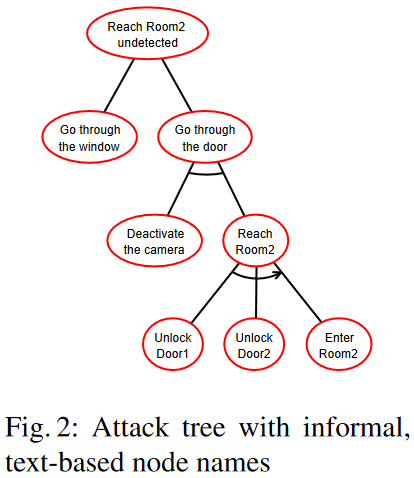 Reach Room2
undetected
Go through
the window
Go through
the door
Deactivate
the camera
Reach
Room2
Unlock
Door1
Unlock
Door2
Enter
Room2
Fig. 2: Attack tree with informal,
text-based node names